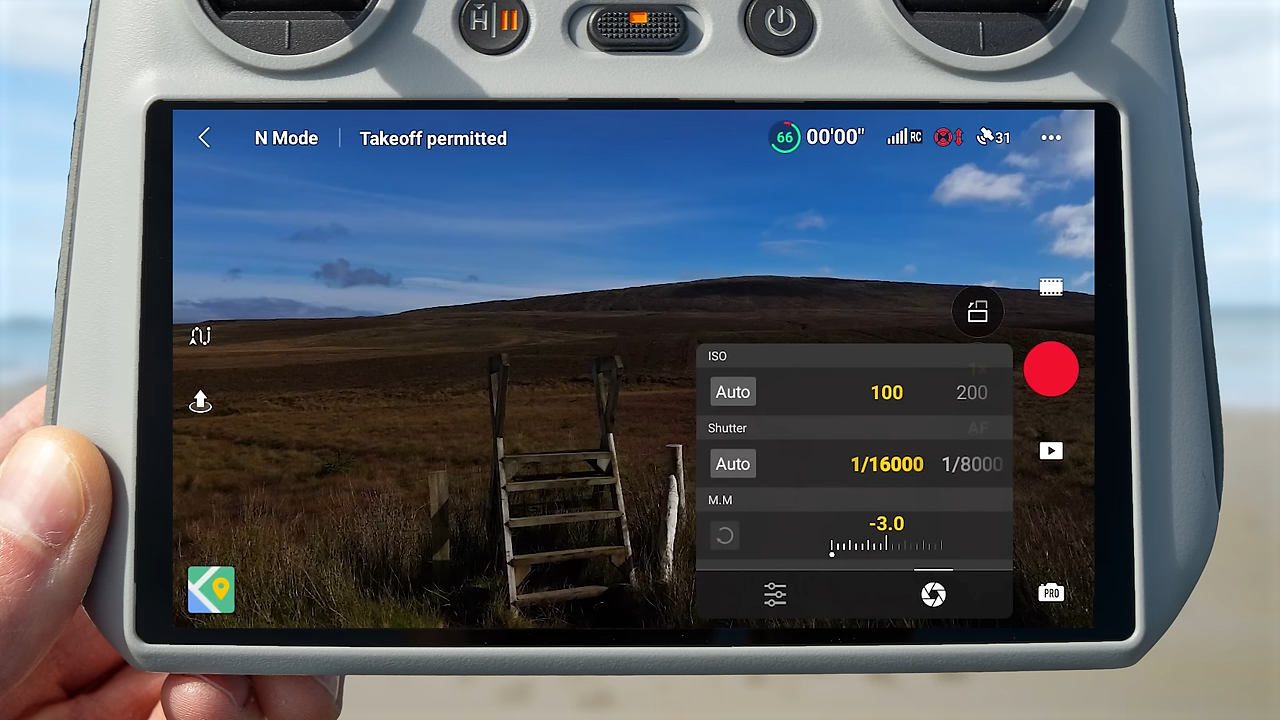 H
N Mode | Takeoff permitted
66 00'00" RC 31
ISO
Auto 100 200
Shutter AF
Auto 1/16000 1/8000
M.M
-3.0
PRO